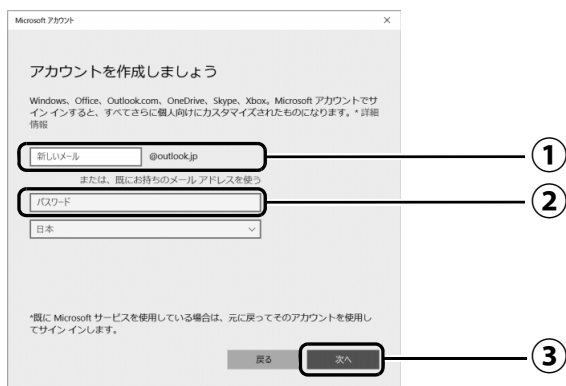 Microsoft アカウント
アカウントを作成しましょう
Windows、Office、Outlook.com、OneDrive、Skype、Xbox。Microsoft アカウントでサ
イン インすると、すべてさらに個人向けにカスタマイズされたものになります。* 詳細
情報
新しいメール @outlook.jp ①
または、既にお持ちのメール アドレスを使う
パスワード ②
日本
*既に Microsoft サービスを使用している場合は、元に戻ってそのアカウントを使用し
てサイン インします。
戻る 次へ ③